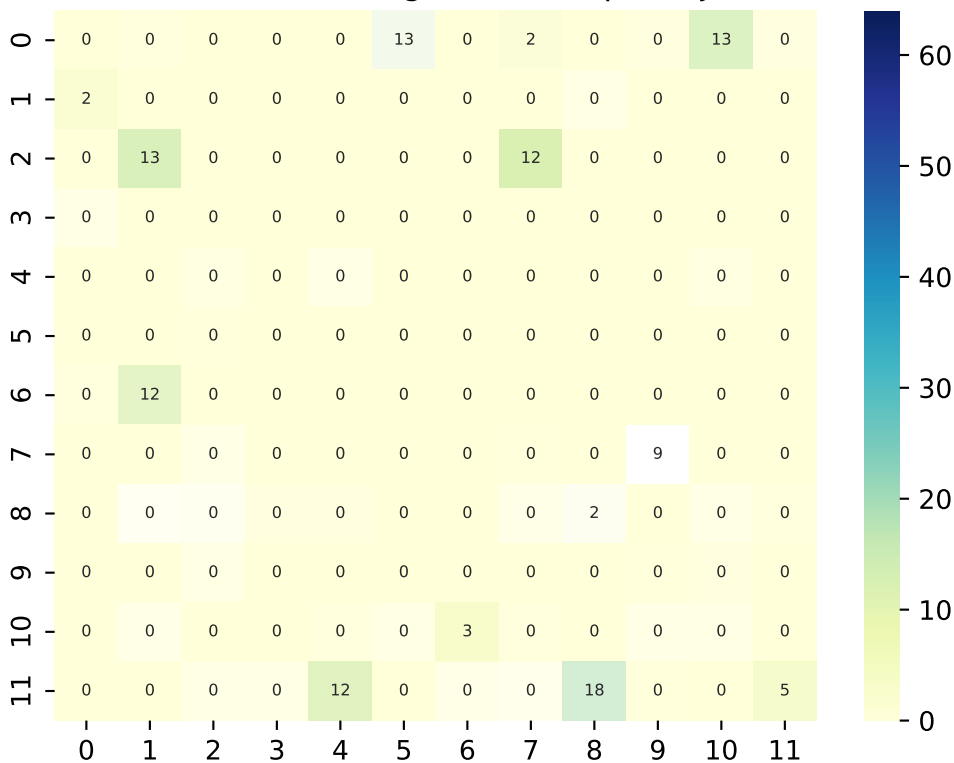 0 0 0 0 0 0 13 0 2 0 0 13 0
1 2 0 0 0 0 0 0 0 0 0 0 0
2 0 13 0 0 0 0 0 12 0 0 0 0
3 0 0 0 0 0 0 0 0 0 0 0 0
4 0 0 0 0 0 0 0 0 0 0 0 0
5 0 0 0 0 0 0 0 0 0 0 0 0
6 0 12 0 0 0 0 0 0 0 0 0 0
7 0 0 0 0 0 0 0 0 0 9 0 0
8 0 0 0 0 0 0 0 0 2 0 0 0
9 0 0 0 0 0 0 0 0 0 0 0 0
10 0 0 0 0 0 0 3 0 0 0 0 0
11 0 0 0 0 12 0 0 0 18 0 0 5
0 1 2 3 4 5 6 7 8 9 10 11
60
50
40
30
20
10
0